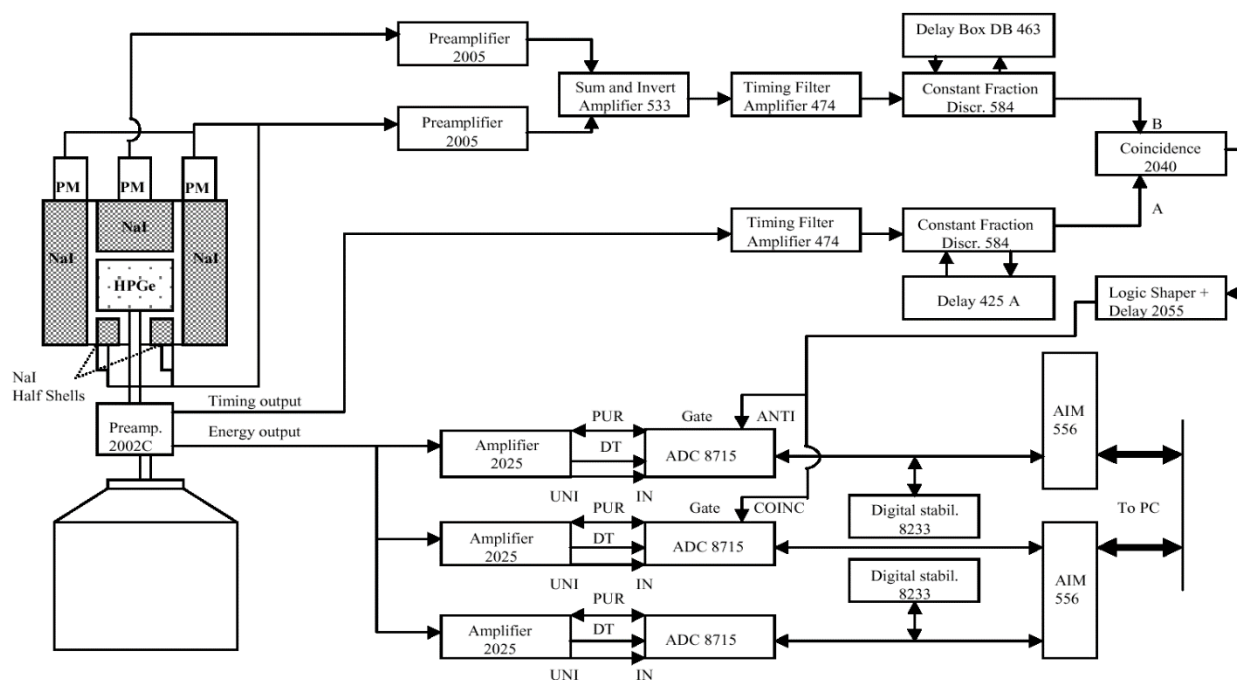 Preamplifier
2005
Delay Box DB 463
Sum and Invert
Amplifier 533
Timing Filter
Amplifier 474
Constant Fraction
Discr. 584
Preamplifier
2005
B
Coincidence
2040
A
PM
PM
PM
NaI
NaI
NaI
HPGe
Timing Filter
Amplifier 474
Constant Fraction
Discr. 584
Delay 425 A
Logic Shaper +
Delay 2055
NaI
Half Shells
Timing output
Preamp.
2002C
Energy output
PUR
Gate
ANTI
Amplifier
2025
DT
ADC 8715
AIM
556
UNI
IN
PUR
Gate
COINC
Digital stabil.
8233
To PC
Amplifier
2025
DT
ADC 8715
UNI
IN
Digital stabil.
8233
AIM
556
PUR
Amplifier
2025
DT
ADC 8715
UNI
IN